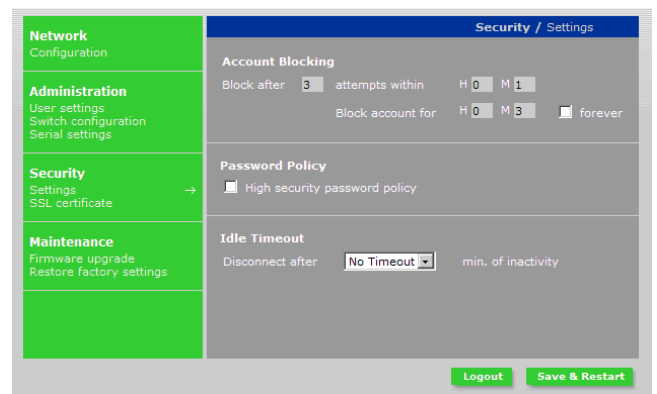 Network
Configuration
Administration
User settings
Switch configuration
Serial settings
Security
Settings →
SSL certificate
Maintenance
Firmware upgrade
Restore factory settings
Security / Settings
Account Blocking
Block after 3 attempts within H 0 M 1
Block account for H 0 M 3 forever
Password Policy
High security password policy
Idle Timeout
Disconnect after No Timeout min. of inactivity
Logout Save & Restart